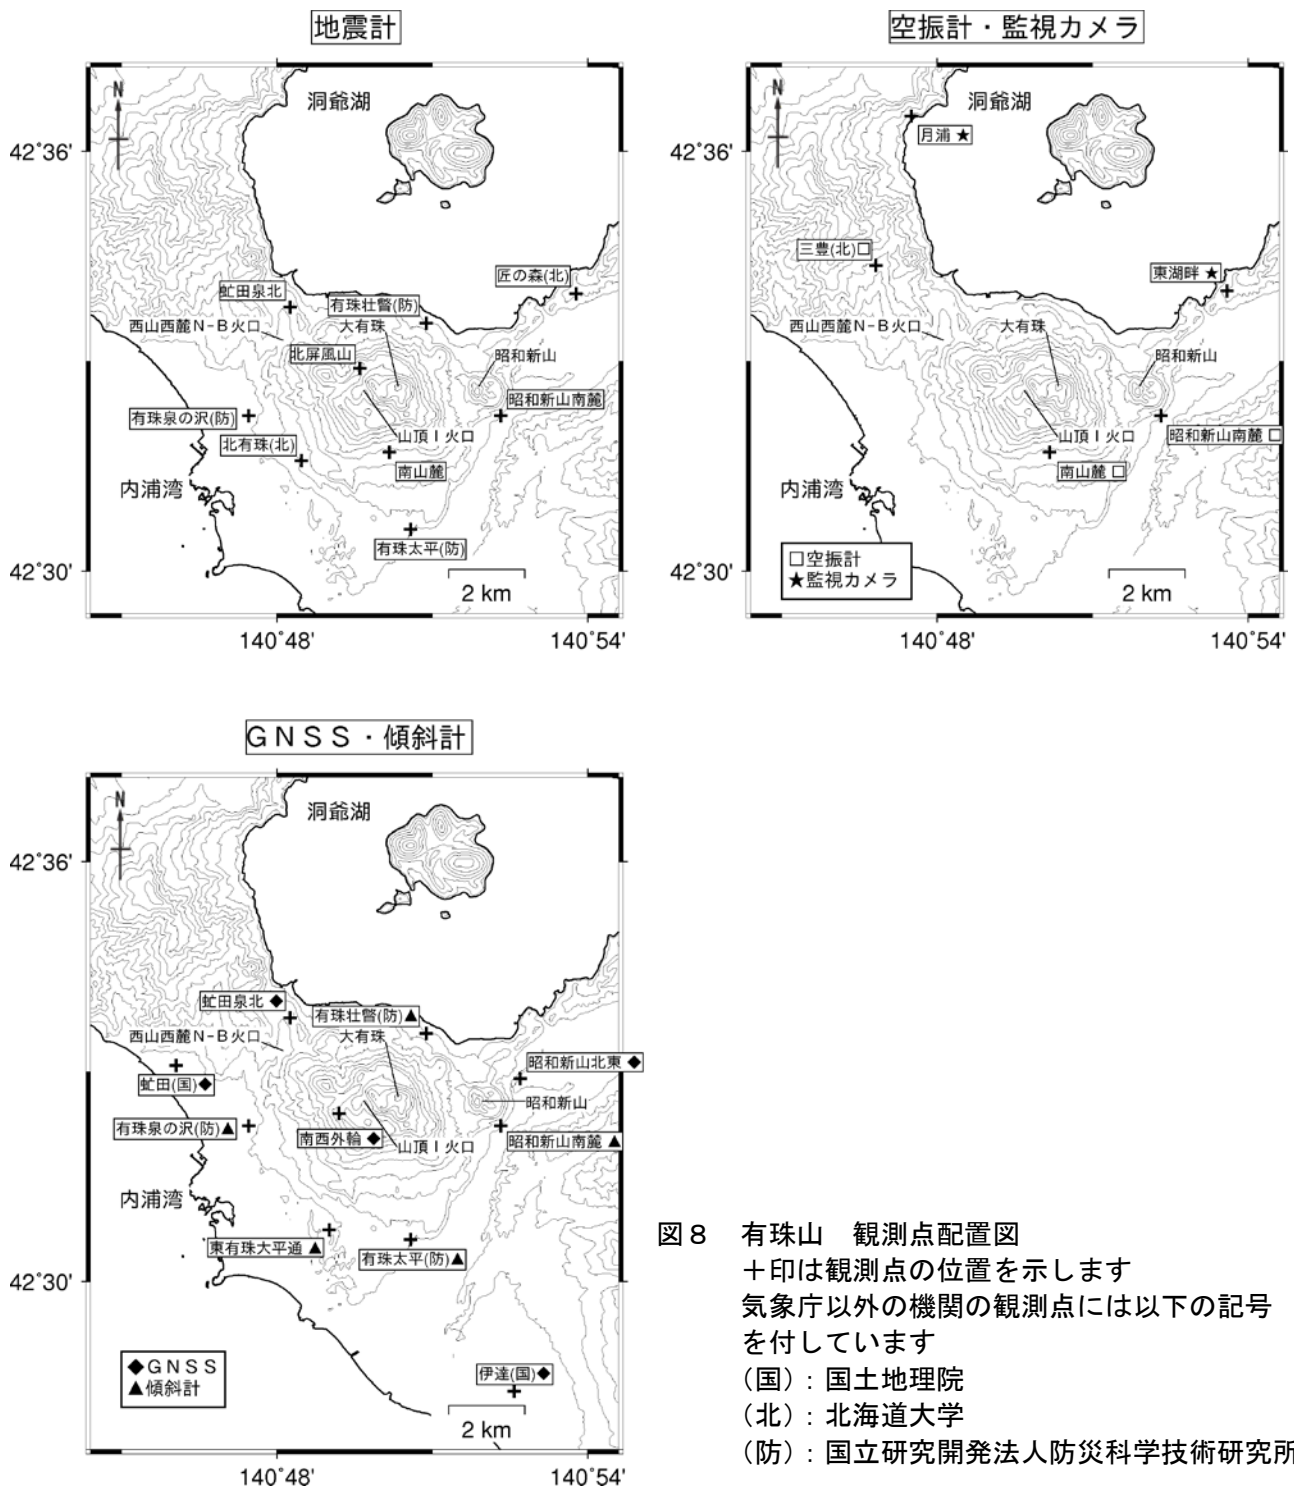 地震計
N
洞爺湖
42°36'
匠の森(北)
虻田泉北
有珠壮瞥(防)
西山西麓N-B火口
大有珠
北屏風山
昭和新山
昭和新山南麓
有珠泉の沢(防)
山頂I火口
北有珠(北)
南山麓
内浦湾
有珠太平(防)
42°30'
2 km
140°48'
140°54'
空振計・監視カメラ
N
洞爺湖
月浦 ★
42°36'
三豊(北)□
東湖畔 ★
西山西麓N-B火口
大有珠
昭和新山
山頂I火口
昭和新山南麓 □
南山麓 □
内浦湾
□空振計
★監視カメラ
42°30'
2 km
140°48'
140°54'
GNSS・傾斜計
N
洞爺湖
42°36'
虻田泉北 ◆
有珠壮瞥(防)▲
西山西麓N-B火口
大有珠
昭和新山北東 ◆
虻田(国)◆
昭和新山
有珠泉の沢(防)▲
南西外輪 ◆
山頂I火口
昭和新山南麓 ▲
内浦湾
東有珠大平通 ▲
有珠太平(防)▲
42°30'
◆GNSS
▲傾斜計
伊達(国)◆
2 km
140°48'
140°54'
図8 有珠山 観測点配置図
+印は観測点の位置を示します
気象庁以外の機関の観測点には以下の記号
を付しています
(国):国土地理院
(北):北海道大学
(防):国立研究開発法人防災科学技術研究所